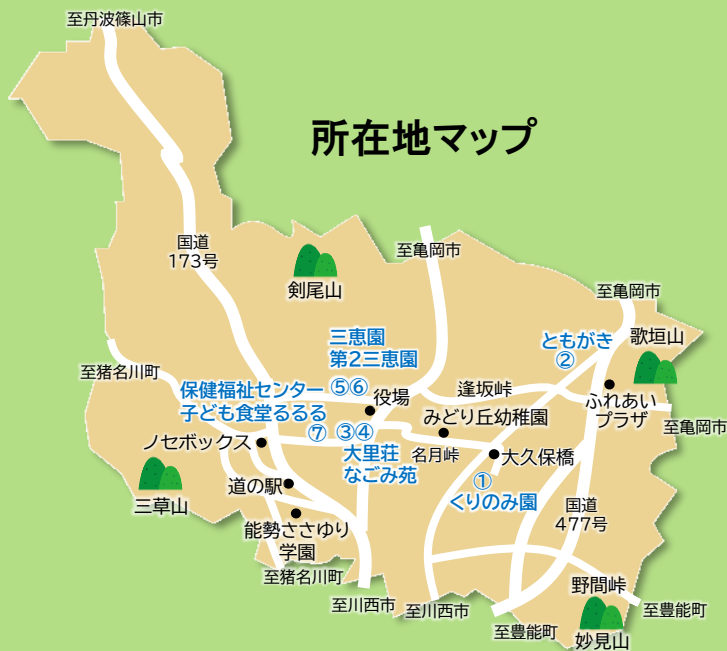 至丹波篠山市
所在地マップ
国道
173号
至亀岡市
剣尾山
至亀岡市
三恵園
第2三恵園
ともがき
②
歌垣山
至猪名川町
保健福祉センター
子ども食堂るるる
⑤⑥
役場
逢坂峠
ふれあい
プラザ
みどり丘幼稚園
至亀岡市
⑦
③④
ノセボックス
大里荘
なごみ苑
名月峠
大久保橋
①
くりのみ園
道の駅
三草山
国道
477号
能勢ささゆり
学園
至猪名川町
野間峠
至川西市
至川西市
至豊能町
至豊能町
妙見山